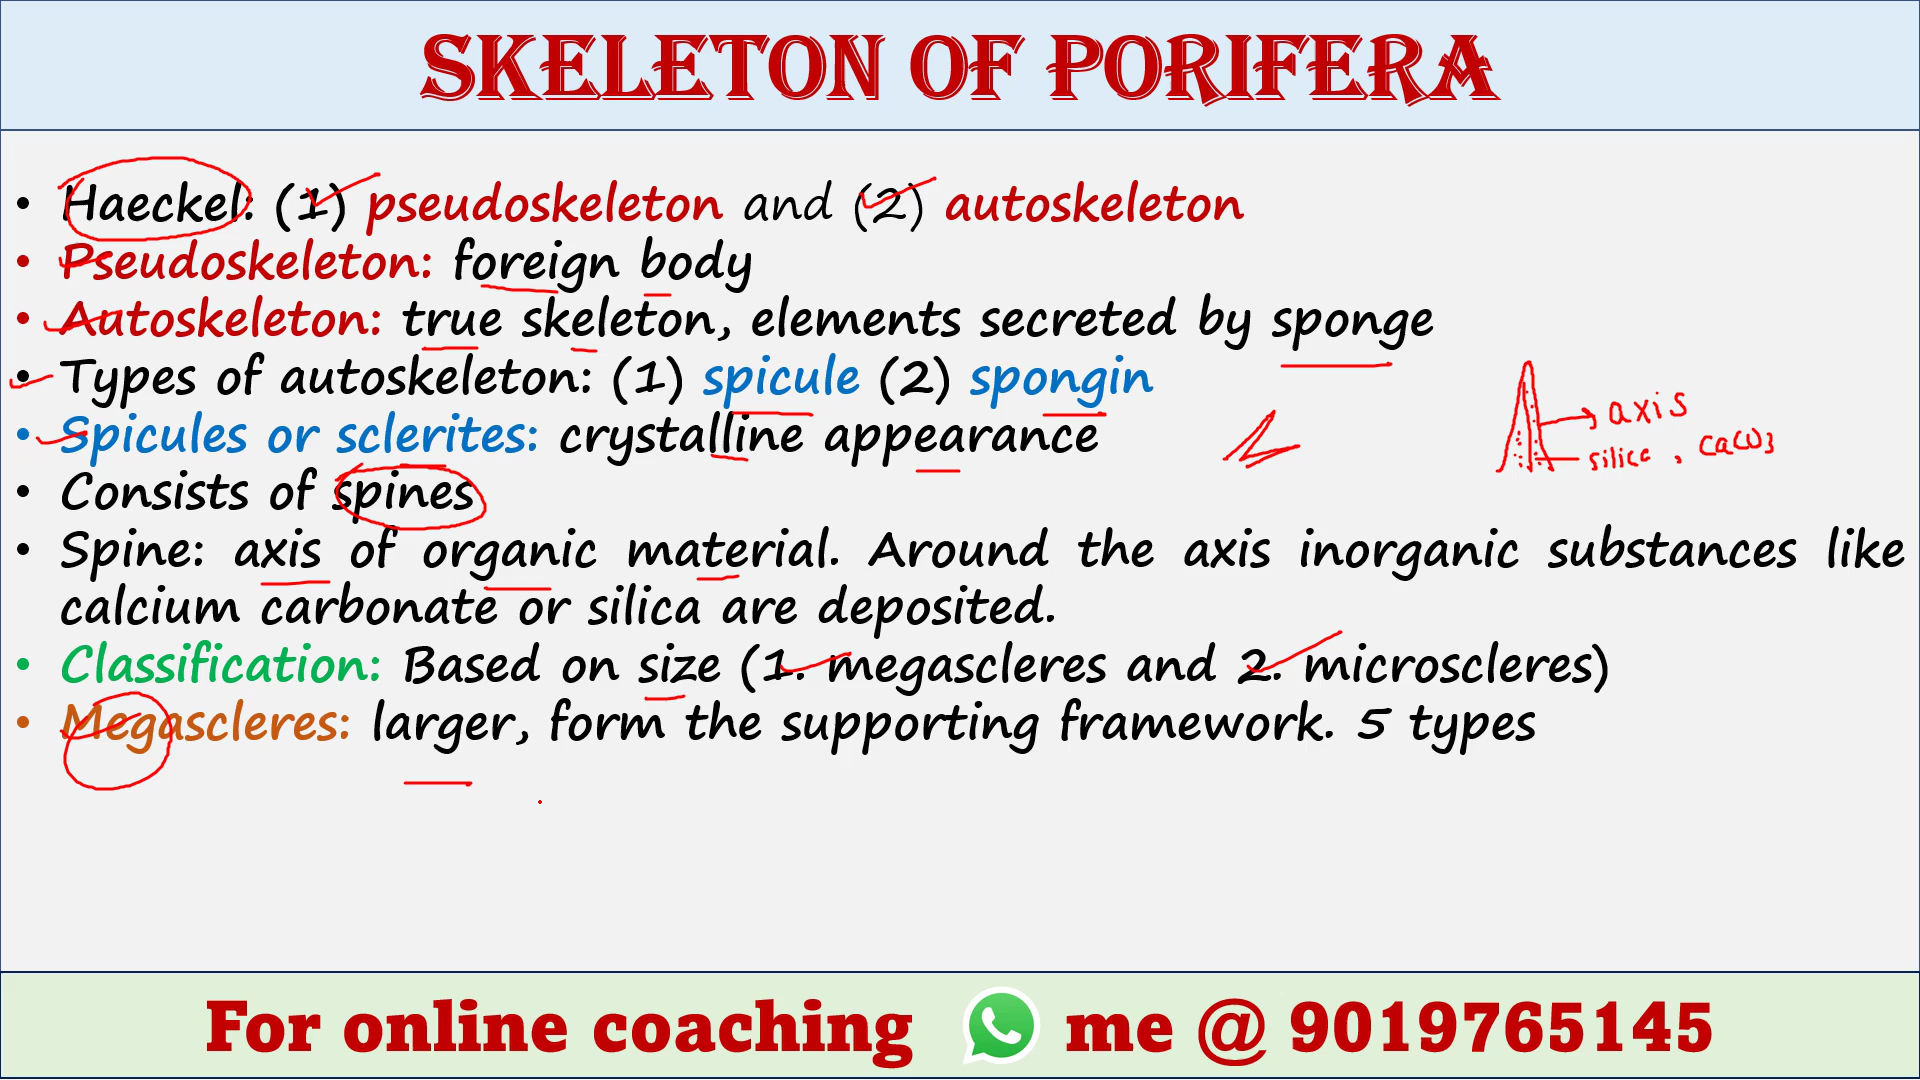 SKELETON OF PORIFERA
• Haeckel: (1) pseudoskeleton and (2) autoskeleton
• Pseudoskeleton: foreign body
• Autoskeleton: true skeleton, elements secreted by sponge
• Types of autoskeleton: (1) spicule (2) spongin
• Spicules or sclerites: crystalline appearance
axis
silica , CaCO3
• Consists of spines
• Spine: axis of organic material. Around the axis inorganic substances like
calcium carbonate or silica are deposited.
• Classification: Based on size (1. megascleres and 2. microscleres)
• Megascleres: larger, form the supporting framework. 5 types
For online coaching me @ 9019765145